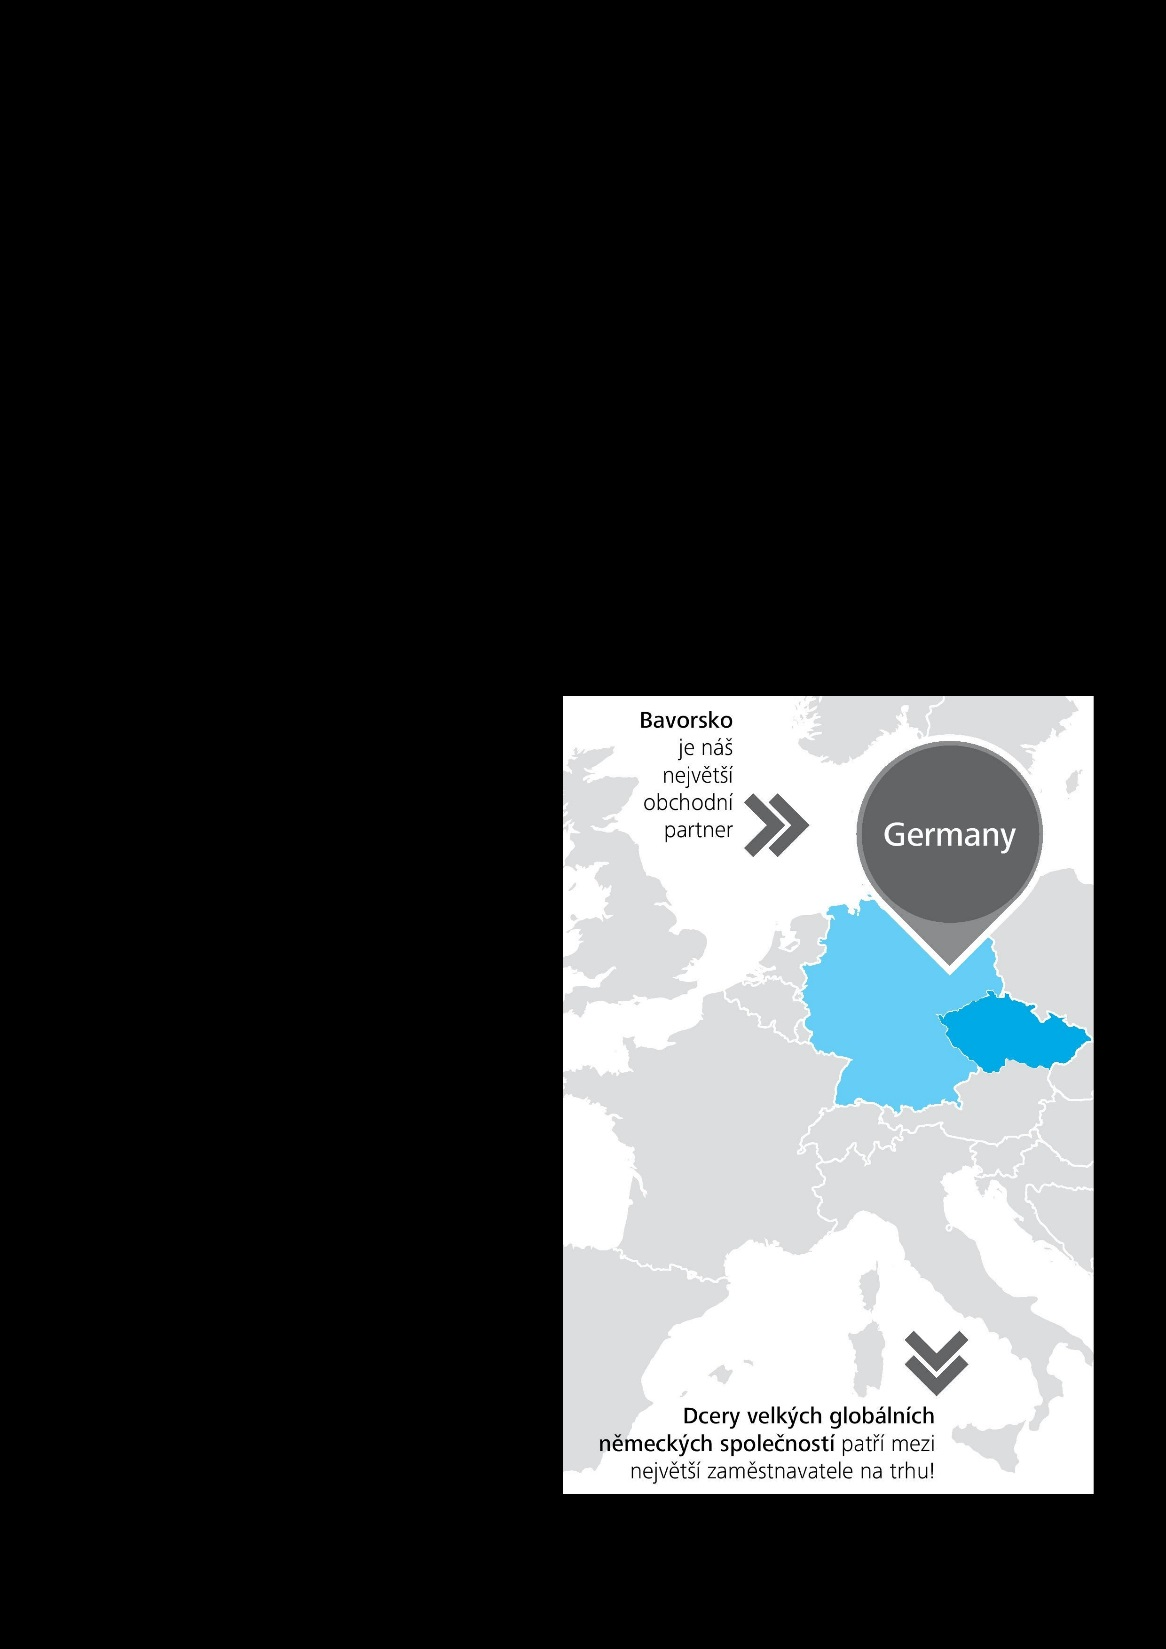 Bavorsko
je náš
největší
obchodní
partner
Germany
Dcery velkých globálních
německých společností patří mezi
největší zaměstnavatele na trhu!